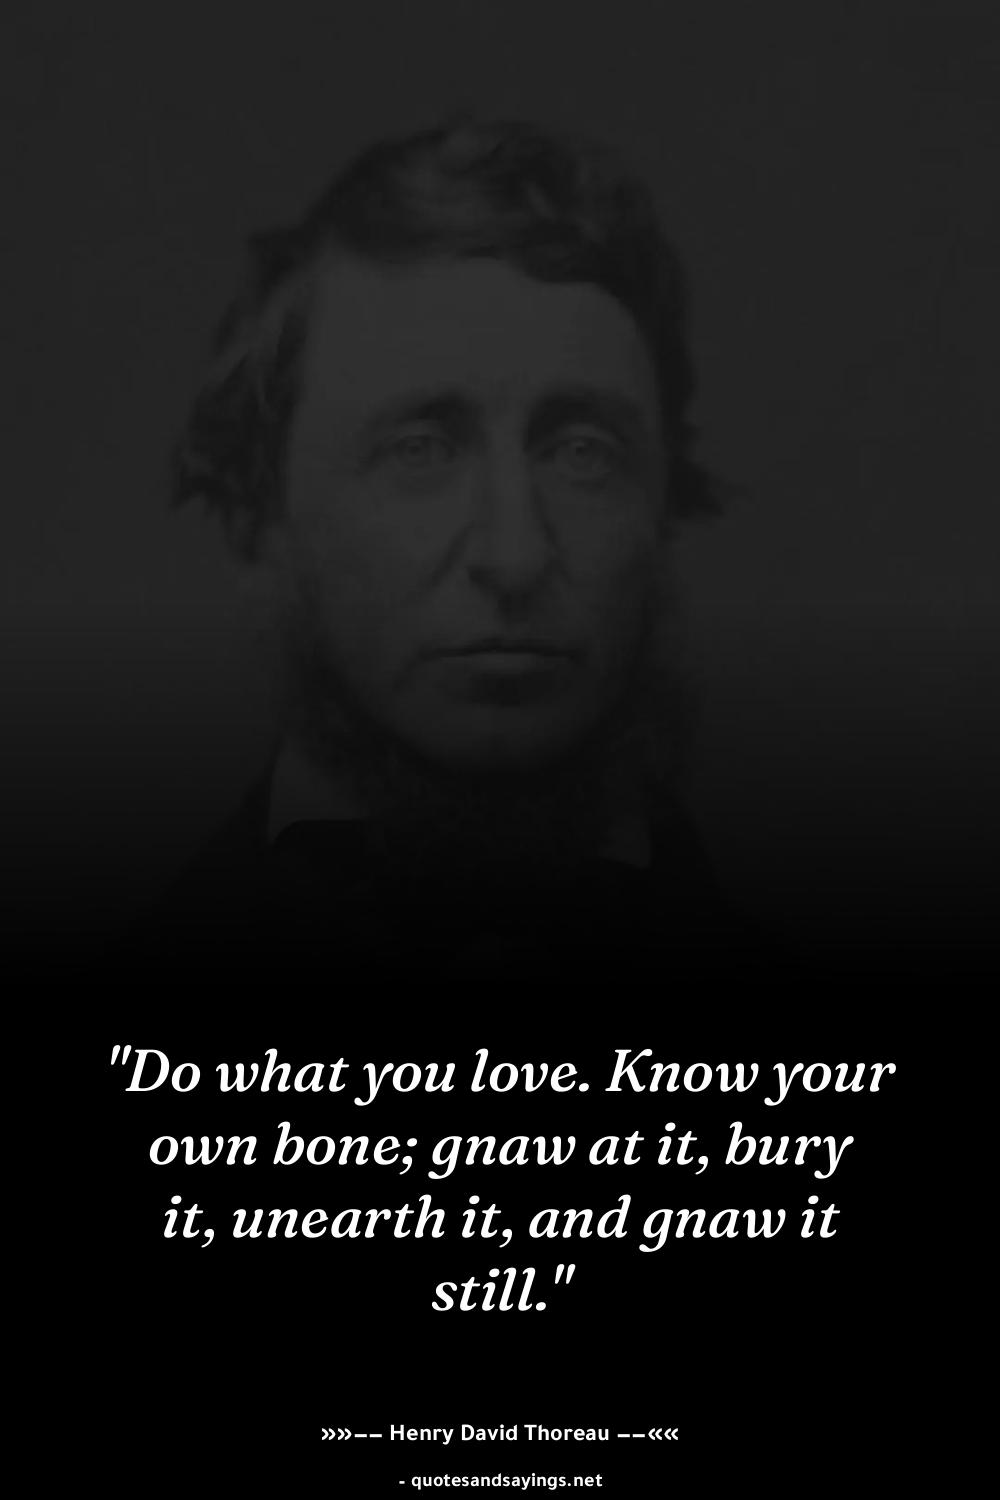 "Do what you love. Know your
own bone; gnaw at it, bury
it, unearth it, and gnaw it
still."
»»−− Henry David Thoreau −−««
- quotesandsayings.net